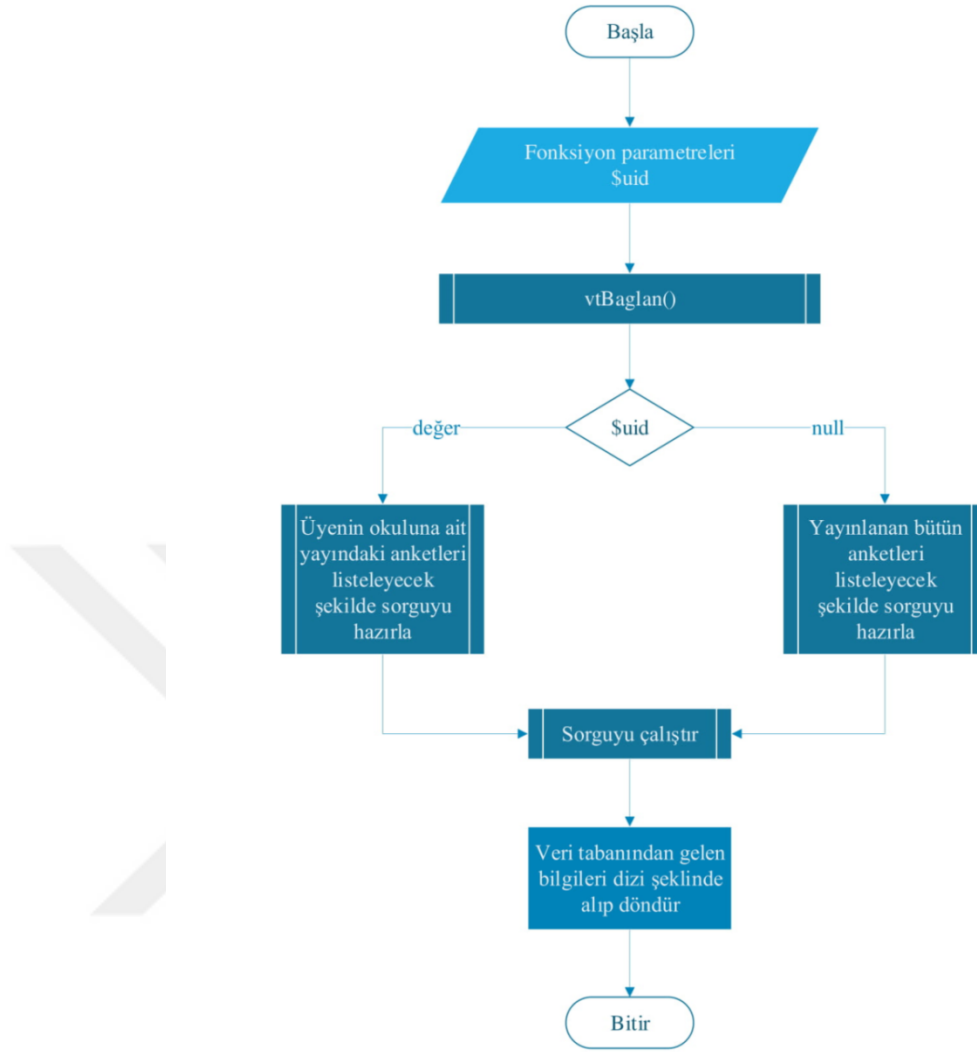 Başla
Fonksiyon parametreleri
$uid
vtBaglan()
değer
$uid
null
Üyenin okuluna ait
yayındaki anketleri
listeleyecek
şekilde sorguyu
hazırla
Yayınlanan bütün
anketleri
listeleyecek
şekilde sorguyu
hazırla
Sorguyu çalıştır
Veri tabanından gelen
bilgileri dizi şeklinde
alıp döndür
Bitir